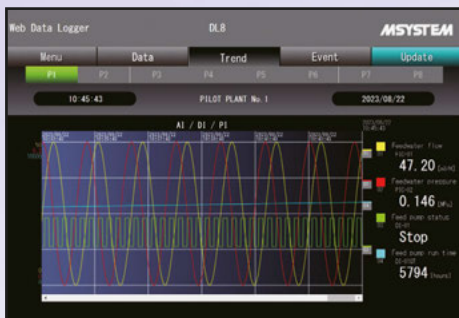 Web Data Logger
DL8
MSYSTEM
Menu
Data
Trend
Event
Update
P1
P2
P3
P4
P5
P6
P7
P8
10:45:43
PILOT PLANT No.1
2023/08/22
AI / DI / PI
Feedwater flow
47.20
Feedwater pressure
0.146 [MPa]
Feed pump status
Stop
Feed pump run time
5794 [hours]